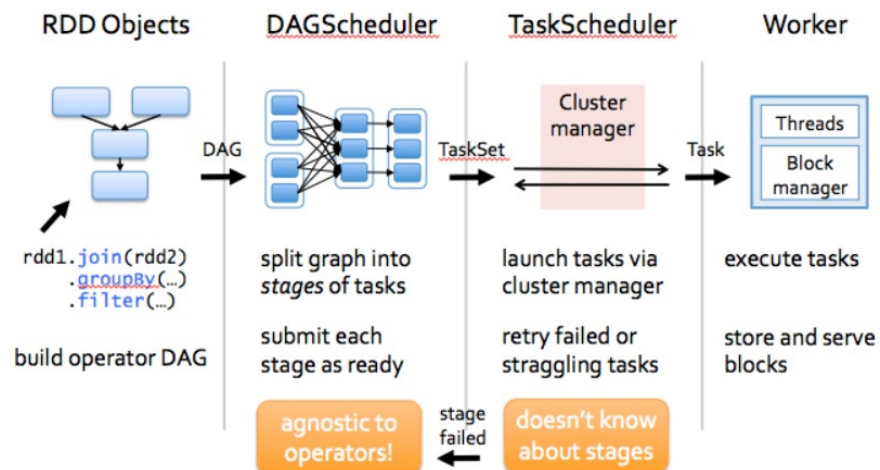 RDD Objects
DAGScheduler
TaskScheduler
Worker
DAG
TaskSet
Cluster
manager
Task
Threads
Block
manager
rdd1.join(rdd2)
.groupBy(…)
.filter(…)
build operator DAG
split graph into
stages of tasks
submit each
stage as ready
launch tasks via
cluster manager
retry failed or
straggling tasks
execute tasks
store and serve
blocks
agnostic to
operators!
stage
failed
doesn't know
about stages